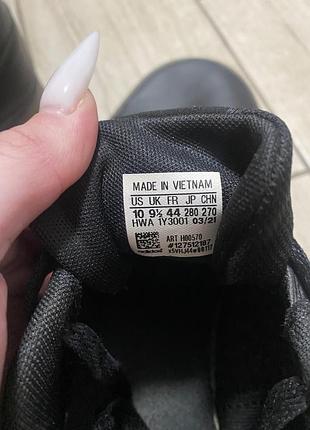 MADE IN VIETNAM
US UK FR JP CHN
10 9½ 44 280 270
HWA 1Y3001 03/21
ART H00570
#127512187
adidas